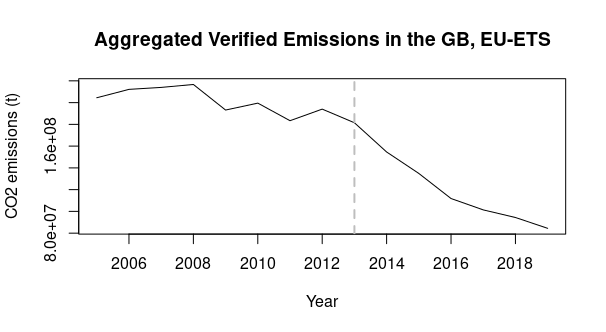 Aggregated Verified Emissions in the GB, EU-ETS
CO2 emissions (t)
1.6e+08
8.0e+07
2006 2008 2010 2012 2014 2016 2018
Year